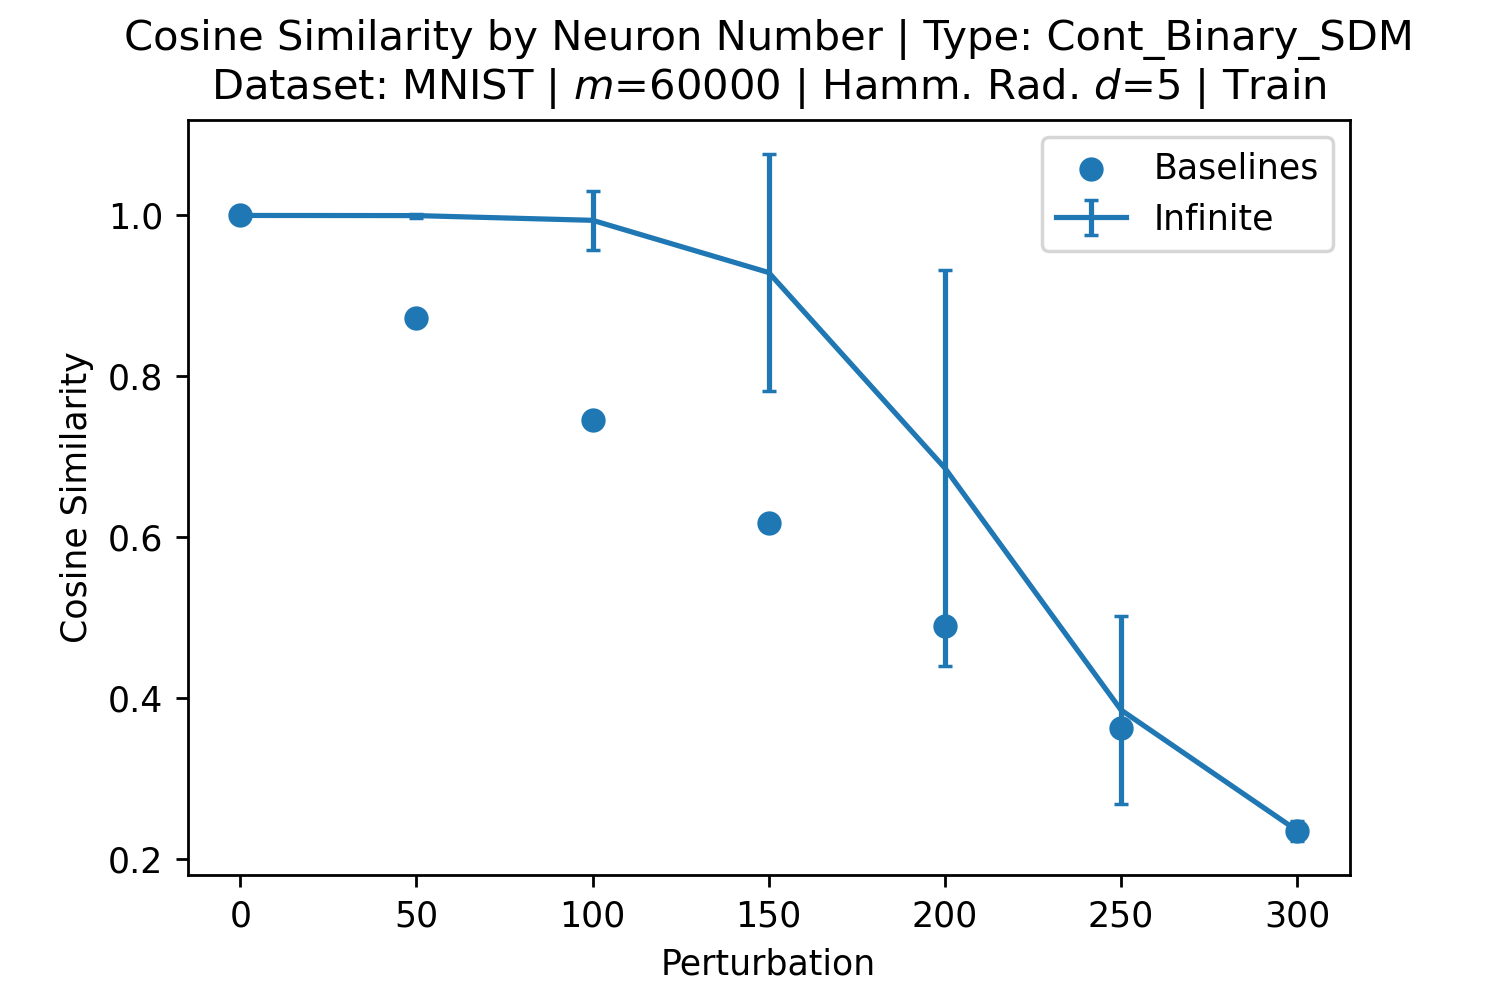 Cosine Similarity by Neuron Number | Type: Cont_Binary_SDM
Dataset: MNIST | m=60000 | Hamm. Rad. d=5 | Train
Baselines
Infinite
Cosine Similarity
1.0
0.8
0.6
0.4
0.2
0 50 100 150 200 250 300
Perturbation